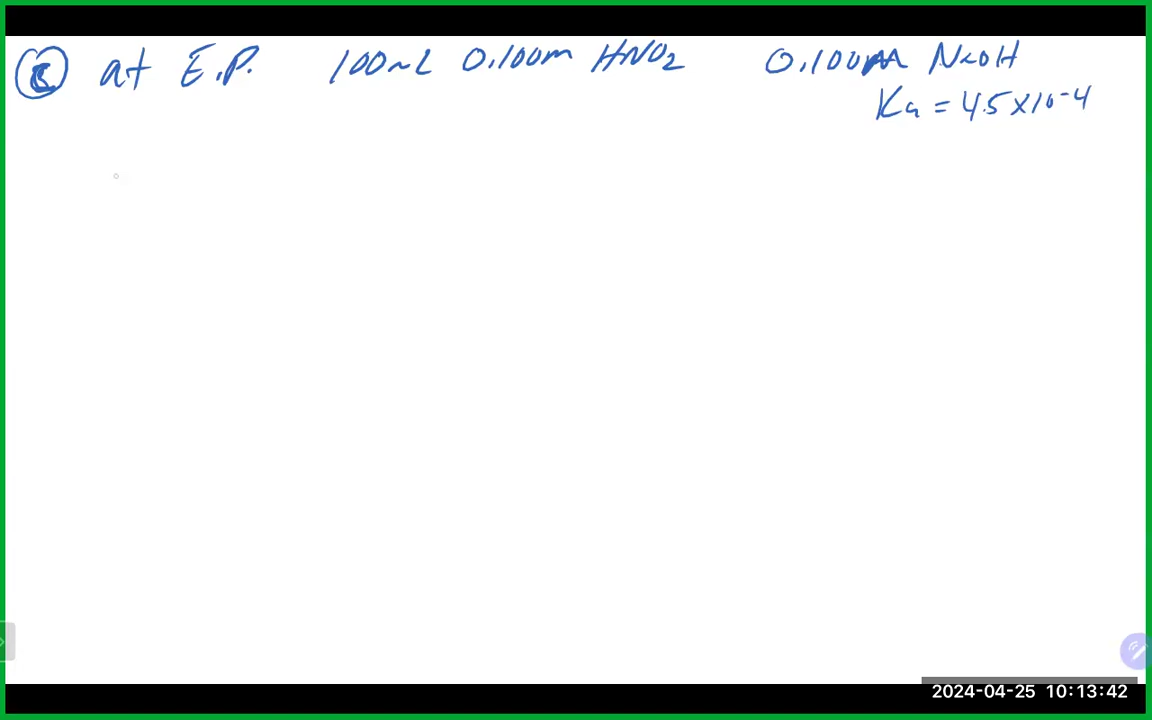 © at E.P. 100mL 0.100m HNO₂ 0.100M NaOH
Ka = 4.5x10⁻⁴
2024-04-25 10:13:42